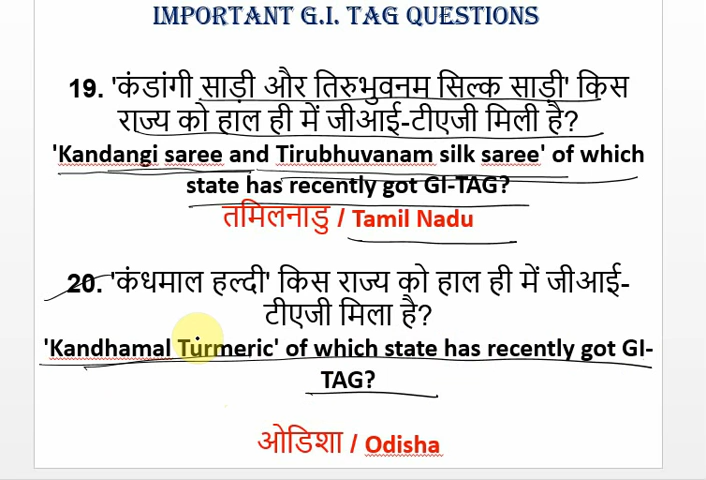 IMPORTANT G.I. TAG QUESTIONS
19. 'कंडांगी साड़ी और तिरुभुवनम सिल्क साड़ी' किस
राज्य को हाल ही में जीआई-टीएजी मिली है?
'Kandangi saree and Tirubhuvanam silk saree' of which
state has recently got GI-TAG?
तमिलनाडु / Tamil Nadu
20. 'कंधमाल हल्दी' किस राज्य को हाल ही में जीआई-
टीएजी मिला है?
'Kandhamal Turmeric' of which state has recently got GI-
TAG?
ओडिशा / Odisha